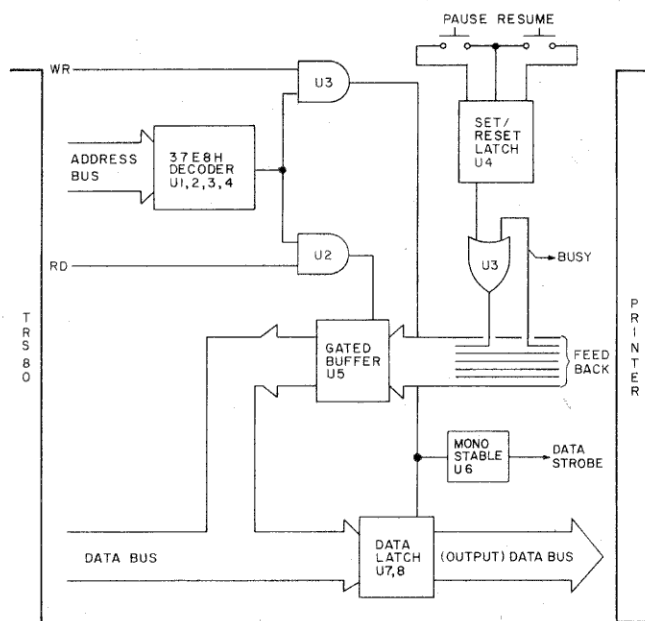 PAUSE RESUME
WR
U3
SET/
RESET
LATCH
U4
ADDRESS
BUS
37E8H
DECODER
U1,2,3,4
U2
RD
U3
BUSY
TRS80
GATED
BUFFER
U5
FEED
BACK
PRINTER
MONO
STABLE
U6
DATA
STROBE
DATA BUS
DATA
LATCH
U7,8
(OUTPUT) DATA BUS